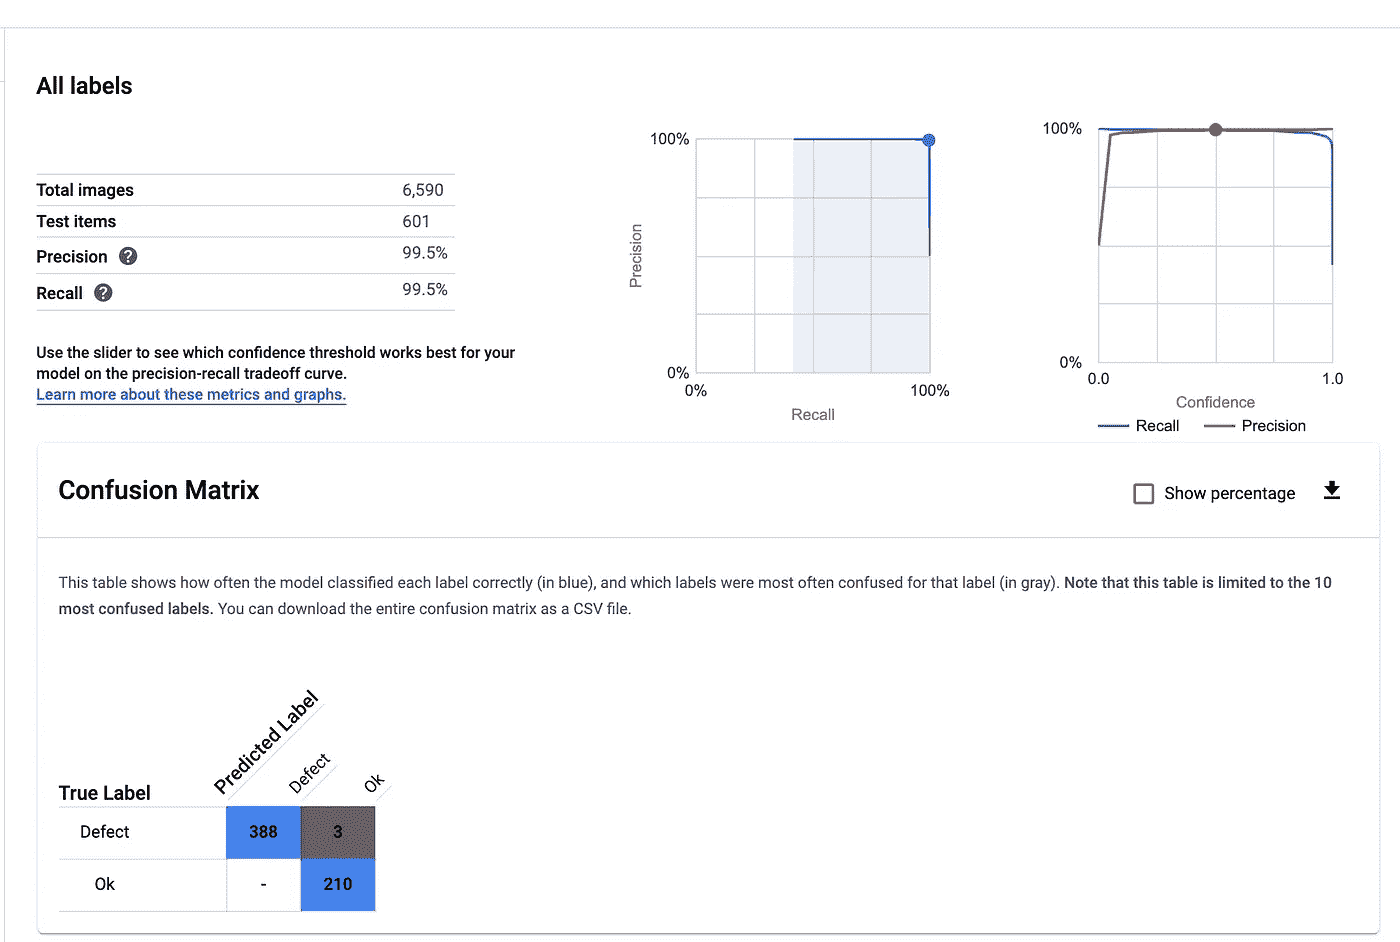 All labels
Total images 6,590
Test items 601
Precision ? 99.5%
Recall ? 99.5%
Use the slider to see which confidence threshold works best for your
model on the precision-recall tradeoff curve.
Learn more about these metrics and graphs.
100%
Precision
0%
0% 100%
Recall
100%
0%
0.0 1.0
Confidence
Recall Precision
Confusion Matrix
Show percentage
This table shows how often the model classified each label correctly (in blue), and which labels were most often confused for that label (in gray). Note that this table is limited to the 10
most confused labels. You can download the entire confusion matrix as a CSV file.
Predicted Label
Defect Ok
True Label
Defect 388 3
Ok - 210